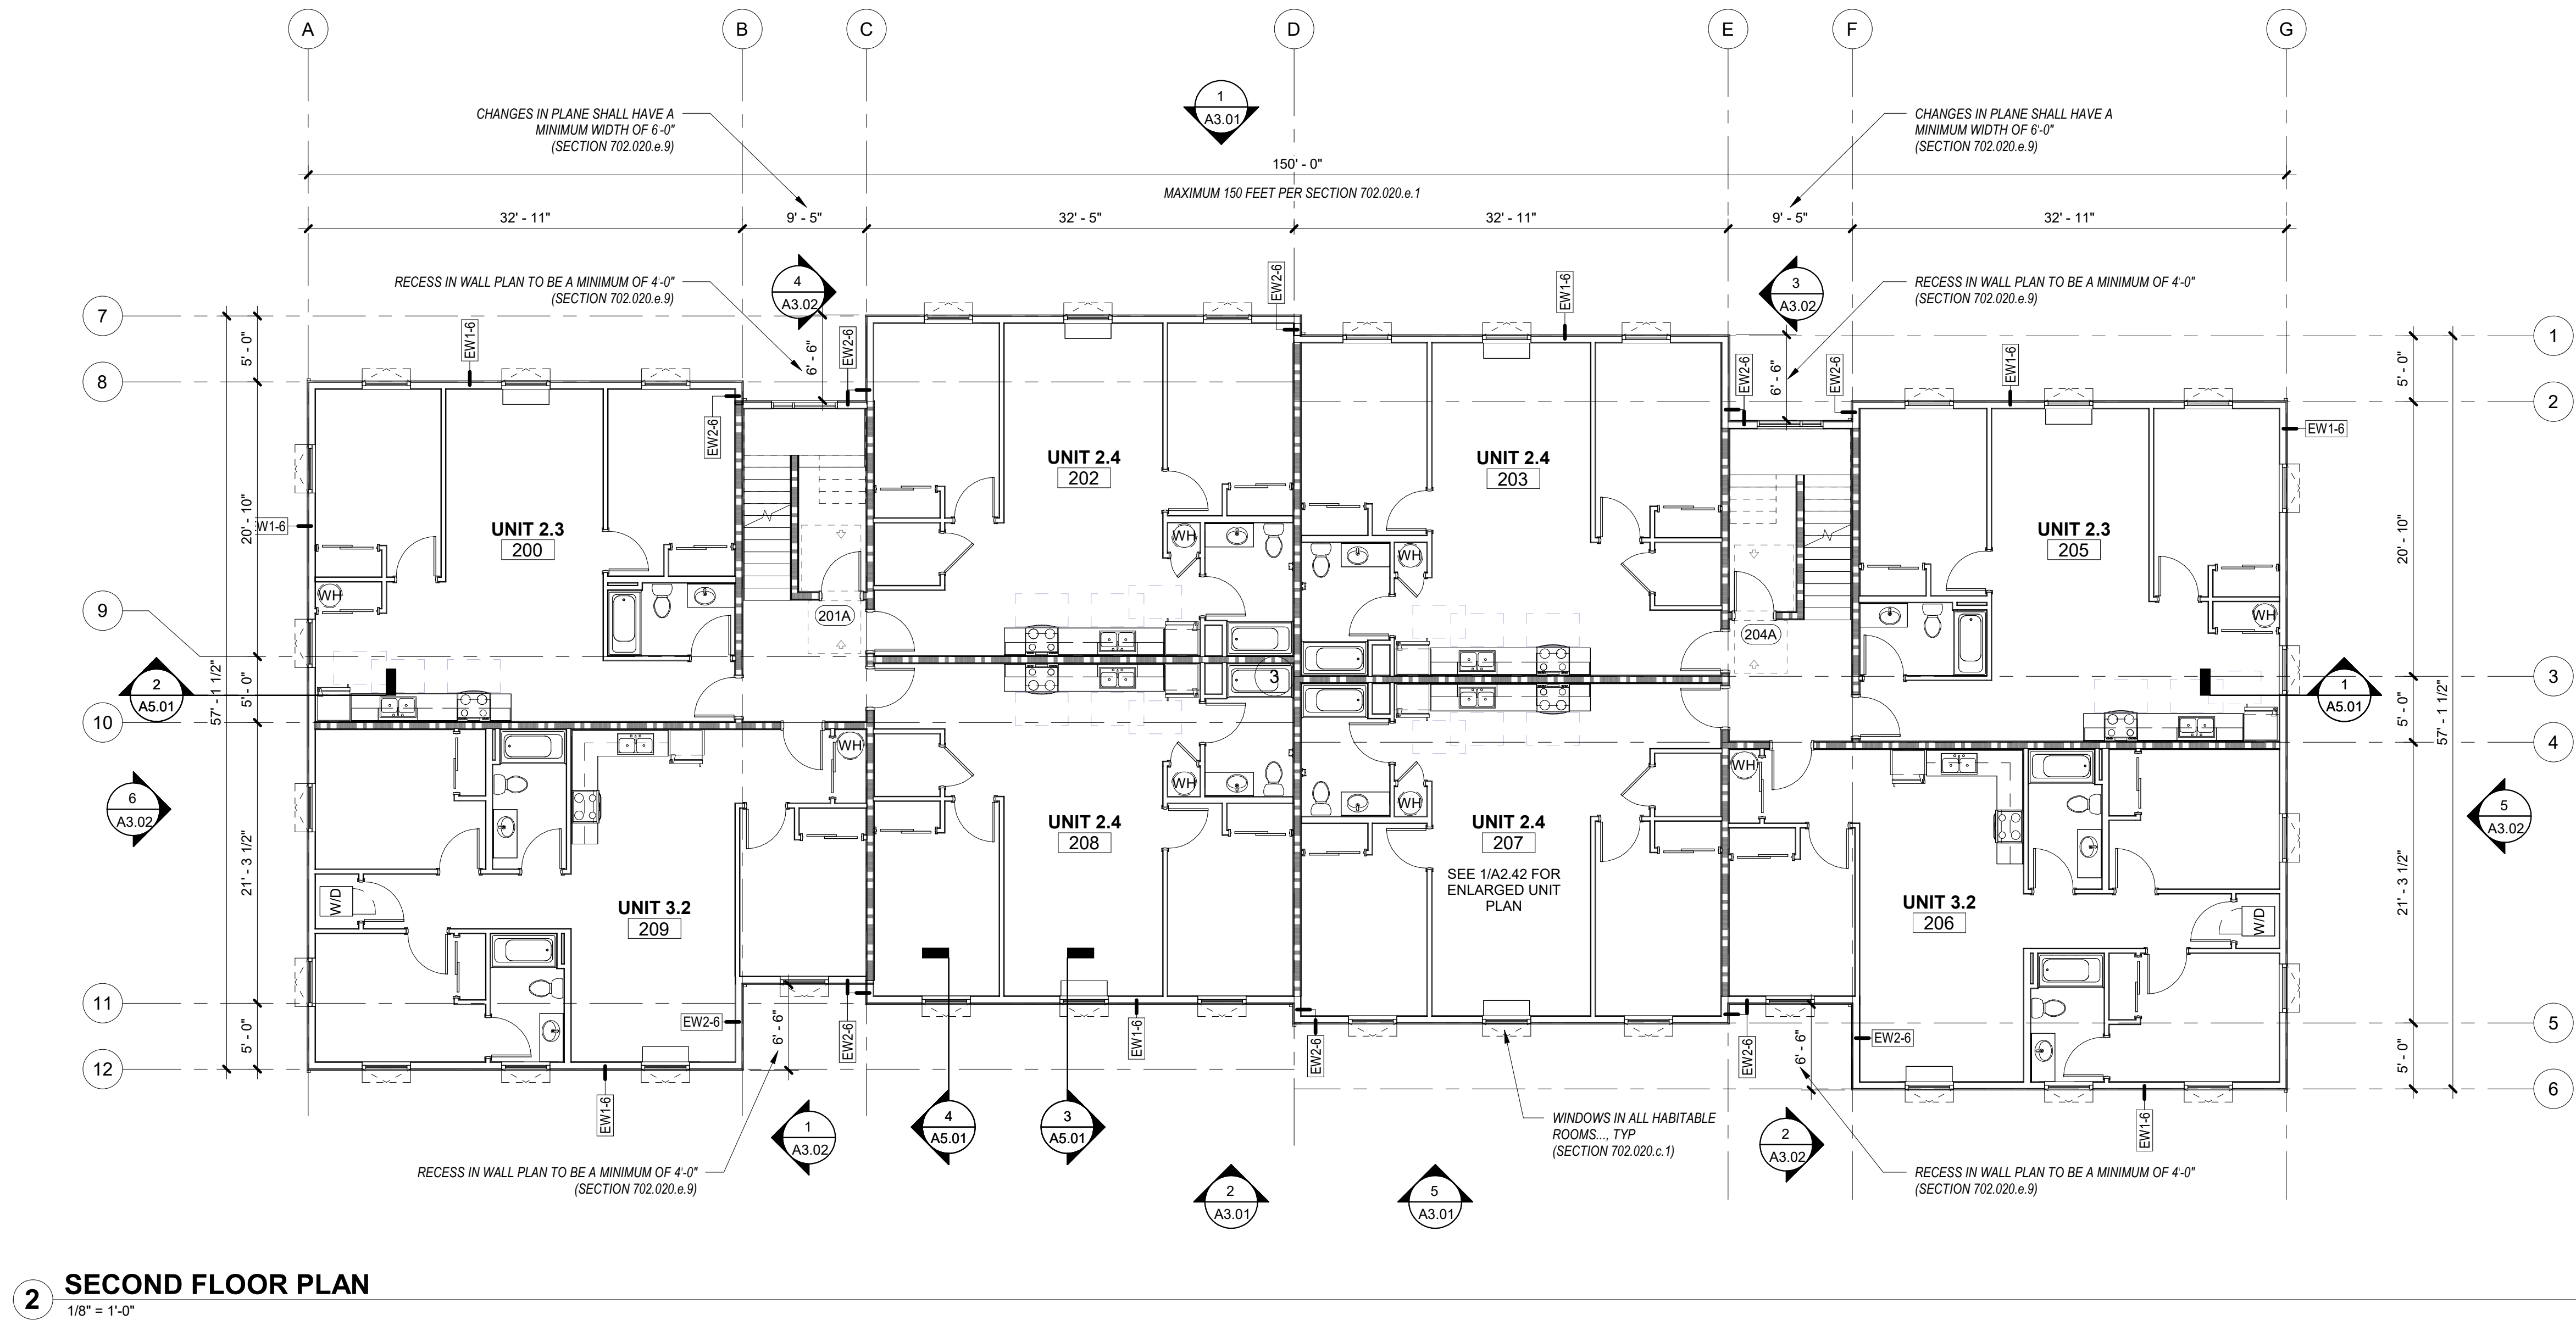 A
B
C
D
E
F
G
1
A3.01
CHANGES IN PLANE SHALL HAVE A
MINIMUM WIDTH OF 6'-0"
(SECTION 702.020.e.9)
CHANGES IN PLANE SHALL HAVE A
MINIMUM WIDTH OF 6'-0"
(SECTION 702.020.e.9)
150' - 0"
MAXIMUM 150 FEET PER SECTION 702.020.e.1
32' - 11"
9' - 5"
32' - 5"
32' - 11"
9' - 5"
32' - 11"
RECESS IN WALL PLAN TO BE A MINIMUM OF 4'-0"
(SECTION 702.020.e.9)
4
A3.02
EW2-6
3
A3.02
RECESS IN WALL PLAN TO BE A MINIMUM OF 4'-0"
(SECTION 702.020.e.9)
7
5' - 0"
EW1-6
6' - 6"
EW2-6
EW1-6
EW2-6
6' - 6"
EW2-6
EW1-6
5' - 0"
1
8
2
EW2-6
EW1-6
UNIT 2.4
202
UNIT 2.4
203
20' - 10"
W1-6
UNIT 2.3
200
UNIT 2.3
205
20' - 10"
WH
WH
WH
WH
9
201A
204A
2
A5.01
57' - 1 1/2"
5' - 0"
3
1
A5.01
5' - 0"
57' - 1 1/2"
3
10
4
WH
WH
WH
WH
6
A3.02
5
A3.02
UNIT 2.4
208
UNIT 2.4
207
SEE 1/A2.42 FOR
ENLARGED UNIT
PLAN
21' - 3 1/2"
21' - 3 1/2"
W/D
UNIT 3.2
209
UNIT 3.2
206
W/D
11
5
5' - 0"
EW2-6
6' - 6"
EW2-6
EW1-6
EW2-6
EW2-6
6' - 6"
EW2-6
5' - 0"
12
6
EW1-6
EW1-6
1
A3.02
4
A5.01
3
A5.01
WINDOWS IN ALL HABITABLE
ROOMS..., TYP
(SECTION 702.020.c.1)
2
A3.02
RECESS IN WALL PLAN TO BE A MINIMUM OF 4'-0"
(SECTION 702.020.e.9)
2
A3.01
5
A3.01
RECESS IN WALL PLAN TO BE A MINIMUM OF 4'-0"
(SECTION 702.020.e.9)
2
SECOND FLOOR PLAN
1/8" = 1'-0"